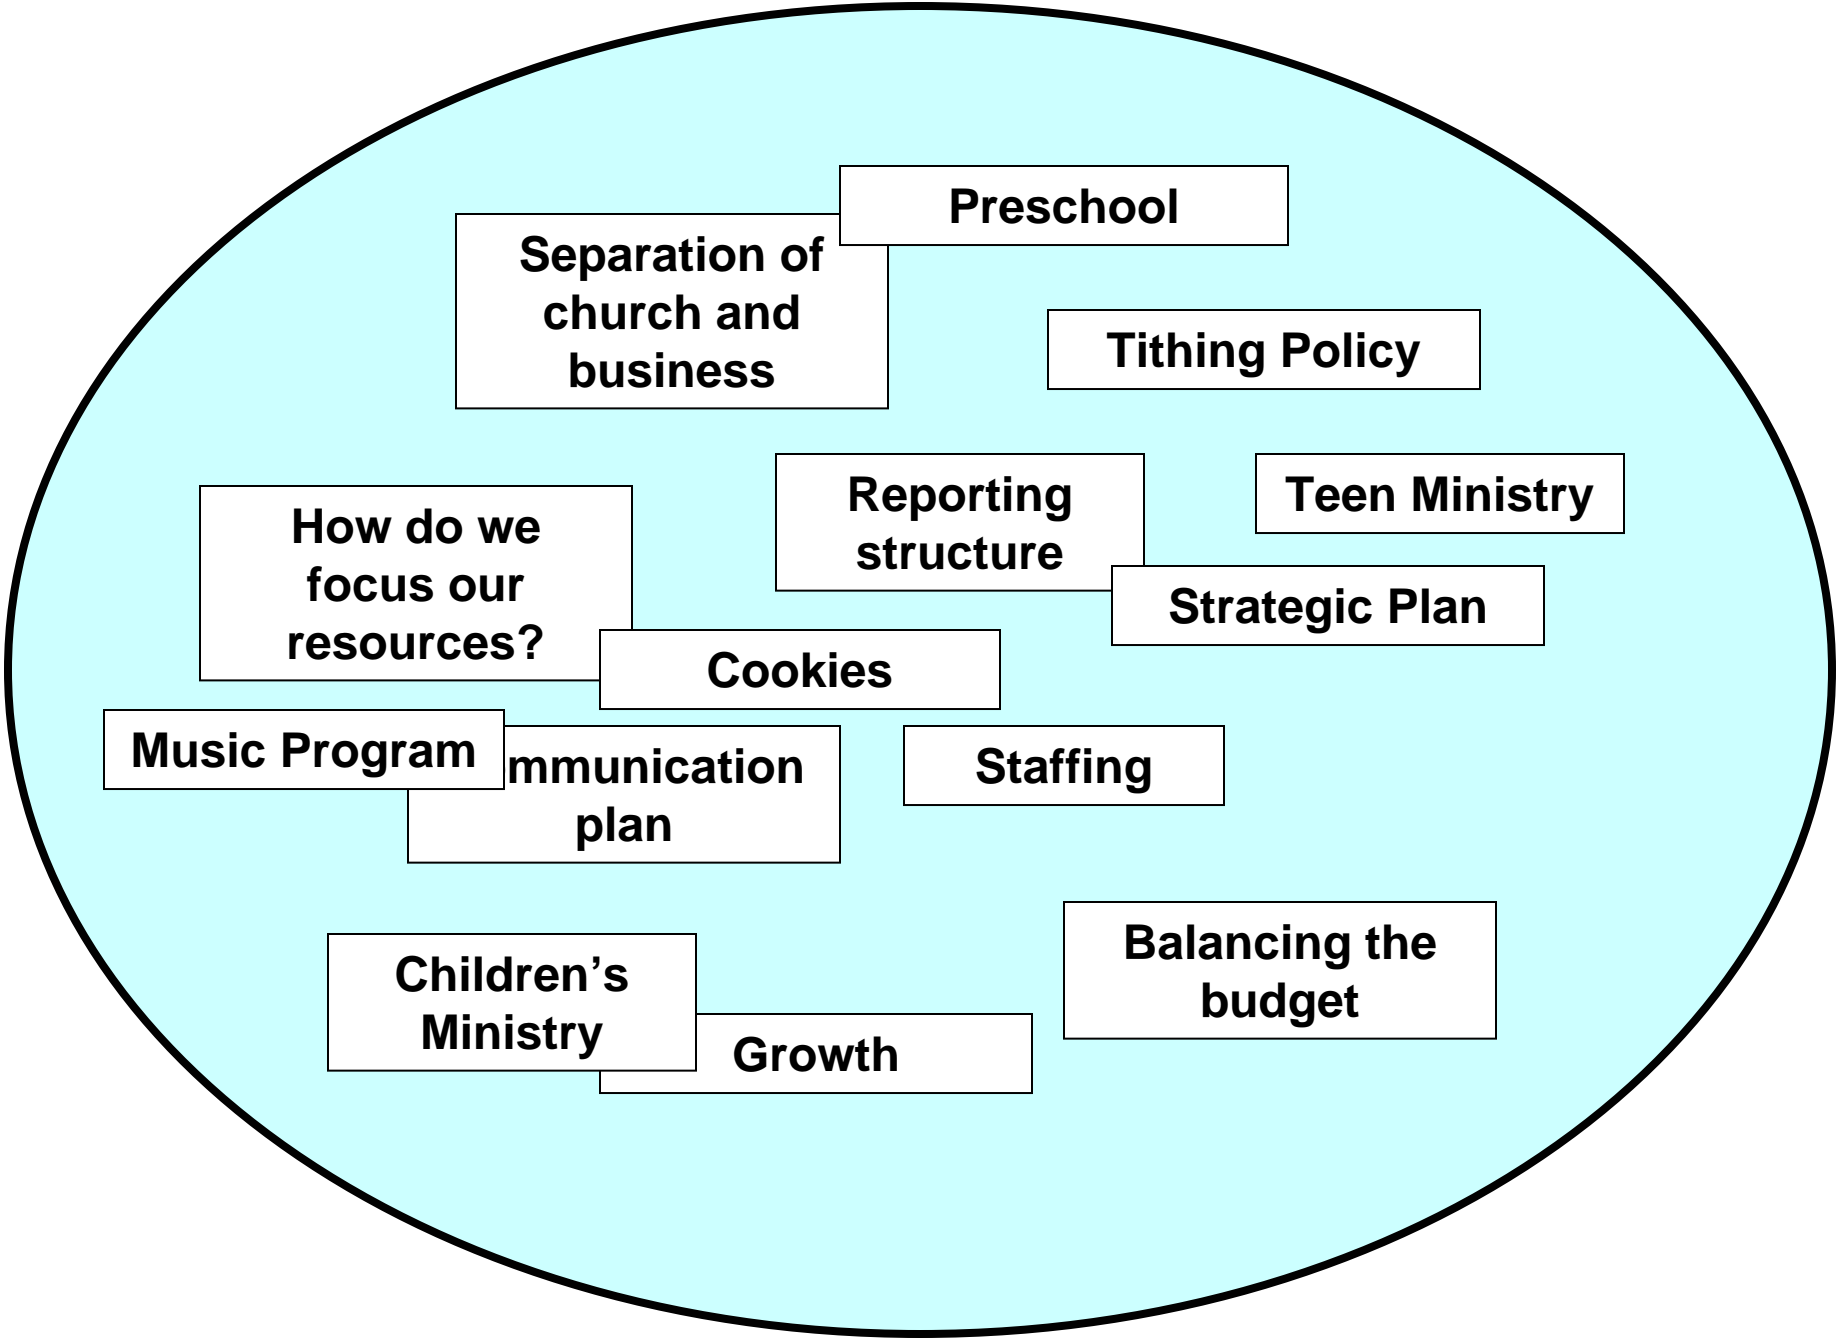 Preschool
Separation of
church and
business
Tithing Policy
Reporting
structure
Teen Ministry
How do we
focus our
resources?
Strategic Plan
Cookies
Music Program
mmunication
plan
Staffing
Balancing the
budget
Children’s
Ministry
Growth